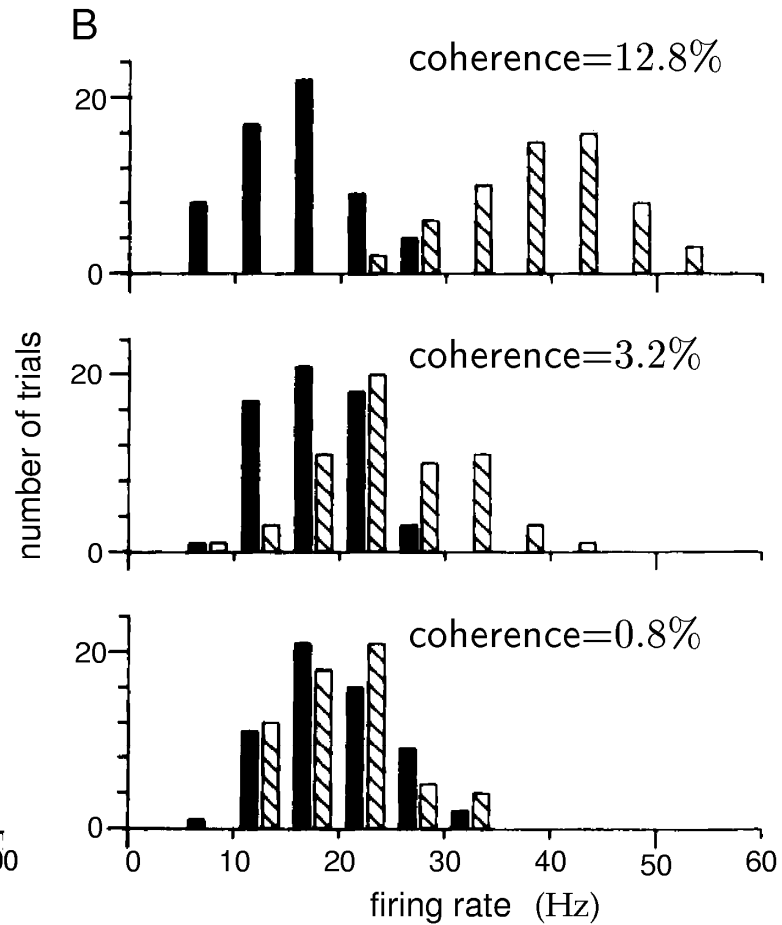 B
coherence=12.8%
20
0
coherence=3.2%
20
0
number of trials
coherence=0.8%
20
0
0 10 20 30 40 50 60
firing rate (Hz)